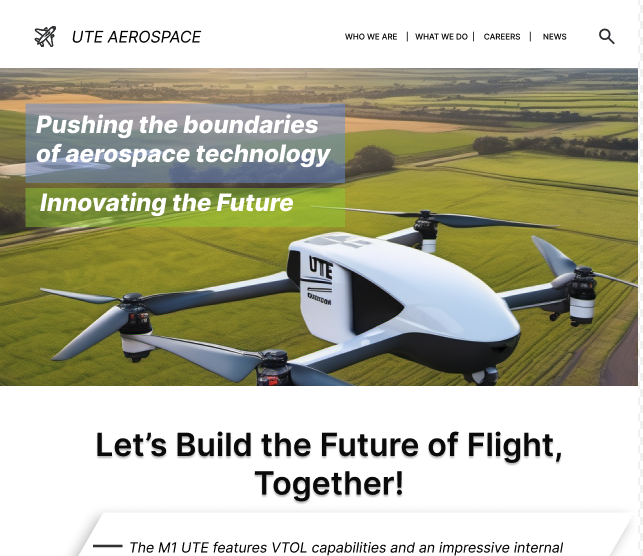 UTE AEROSPACE
WHO WE ARE | WHAT WE DO | CAREERS | NEWS
Pushing the boundaries
of aerospace technology
Innovating the Future
UTE
Let's Build the Future of Flight,
Together!
The M1 UTE features VTOL capabilities and an impressive internal